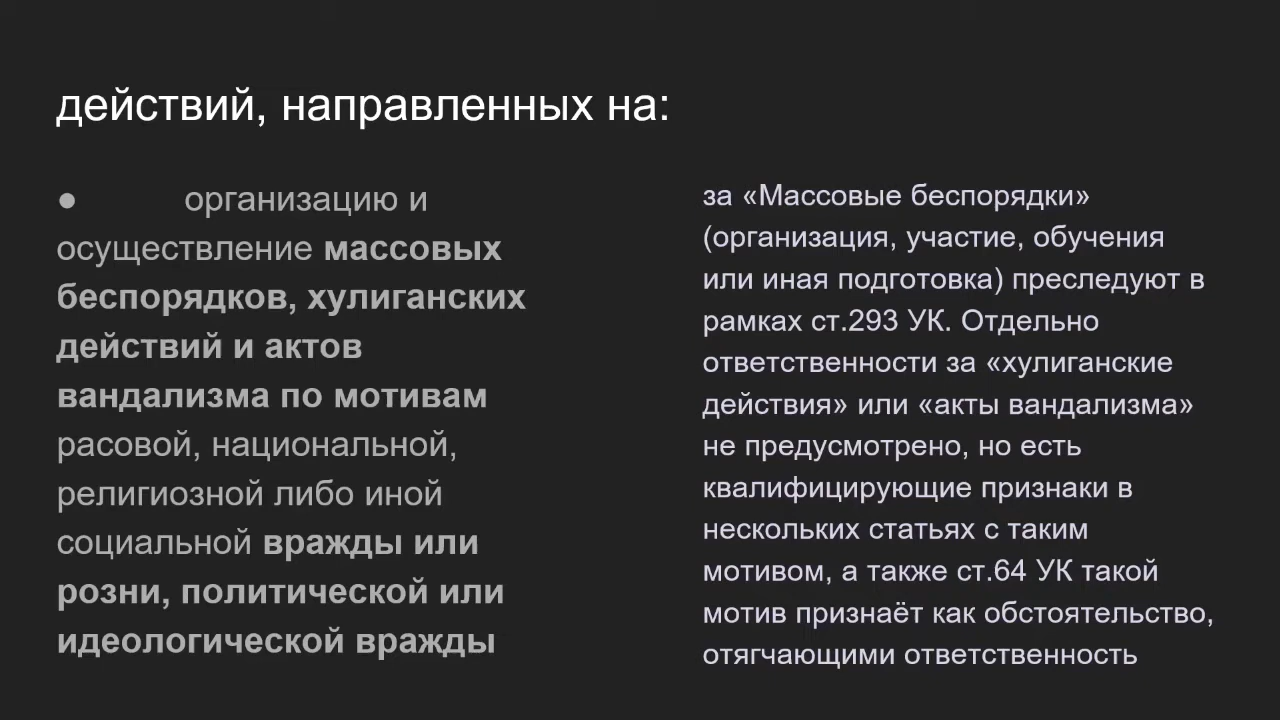 действий, направленных на:
● организацию и
осуществление массовых
беспорядков, хулиганских
действий и актов
вандализма по мотивам
расовой, национальной,
религиозной либо иной
социальной вражды или
розни, политической или
идеологической вражды
за «Массовые беспорядки»
(организация, участие, обучения
или иная подготовка) преследуют в
рамках ст.293 УК. Отдельно
ответственности за «хулиганские
действия» или «акты вандализма»
не предусмотрено, но есть
квалифицирующие признаки в
нескольких статьях с таким
мотивом, а также ст.64 УК такой
мотив признаёт как обстоятельство,
отягчающими ответственность